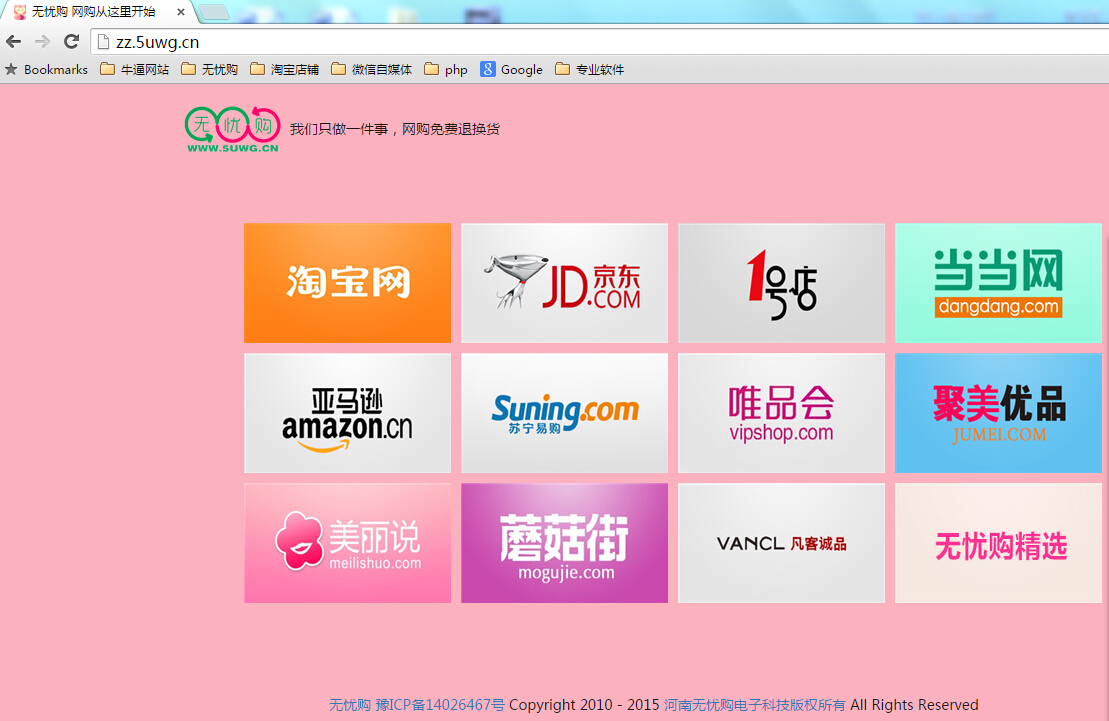 无忧购 网购从这里开始
zz.5uwg.cn
Bookmarks 牛逼网站 无忧购 淘宝店铺 微信自媒体 php Google 专业软件
无忧购
WWW.5UWG.CN
我们只做一件事，网购免费退换货
淘宝网
JD.京东
.COM
1号店
当当网
dangdang.com
亚马逊
amazon.cn
Suning.com
苏宁易购
唯品会
vipshop.com
聚美优品
JUMEI.COM
美丽说
meilishuo.com
蘑菇街
mogujie.com
VANCL 凡客诚品
无忧购精选
无忧购 豫ICP备14026467号 Copyright 2010 - 2015 河南无忧购电子科技版权所有 All Rights Reserved